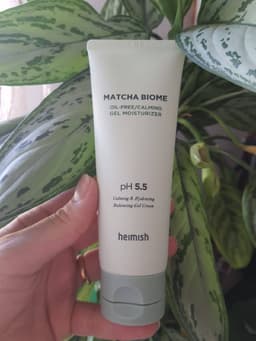 MATCHA BIOME
OIL-FREE/CALMING
GEL MOISTURIZER
pH 5.5
Calming & Hydrating
Balancing Gel Cream
heimish